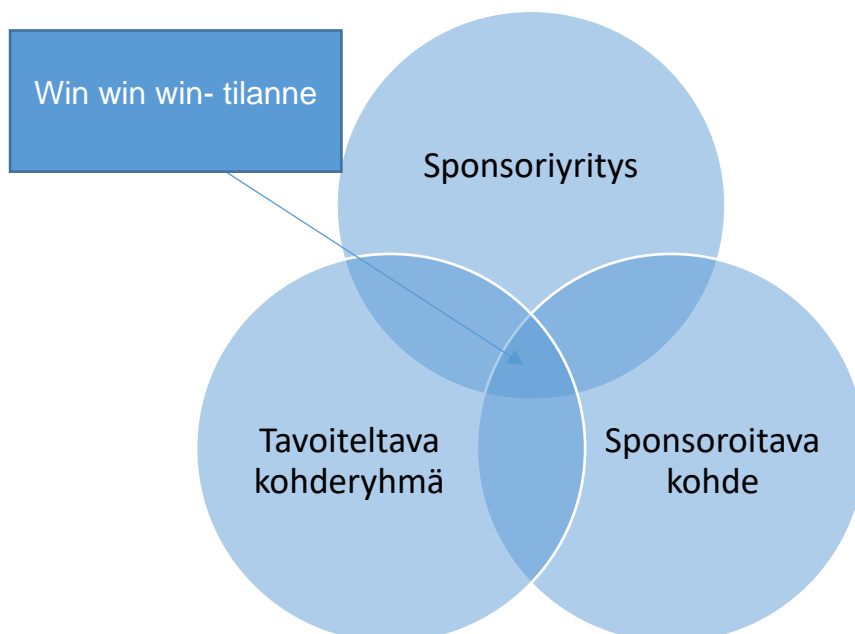 Win win win- tilanne
Sponsoriyritys
Tavoiteltava
kohderyhmä
Sponsoroitava
kohde